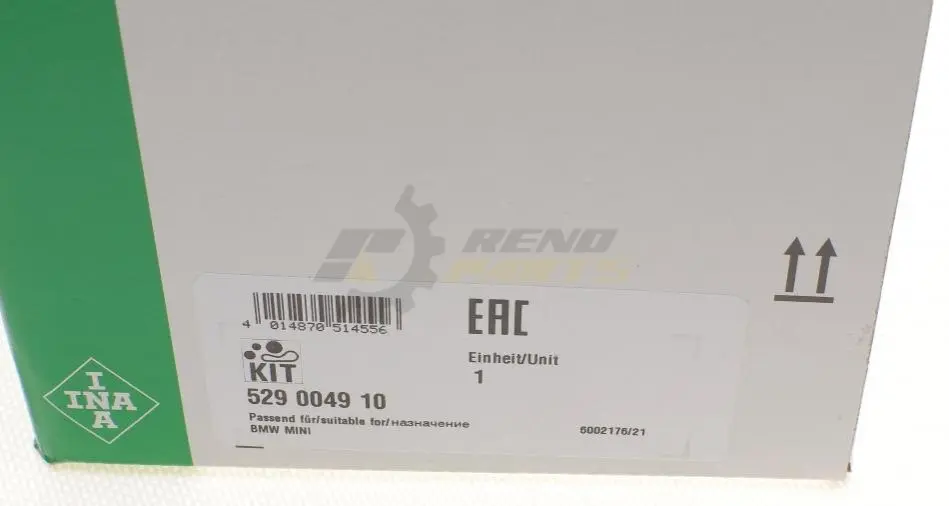 RENO
PARTS
4 014870 514556
EAC
KIT
Einheit/Unit
1
529 0049 10
Passend für/suitable for/назначение
BMW MINI
6002176/21
INA
INA